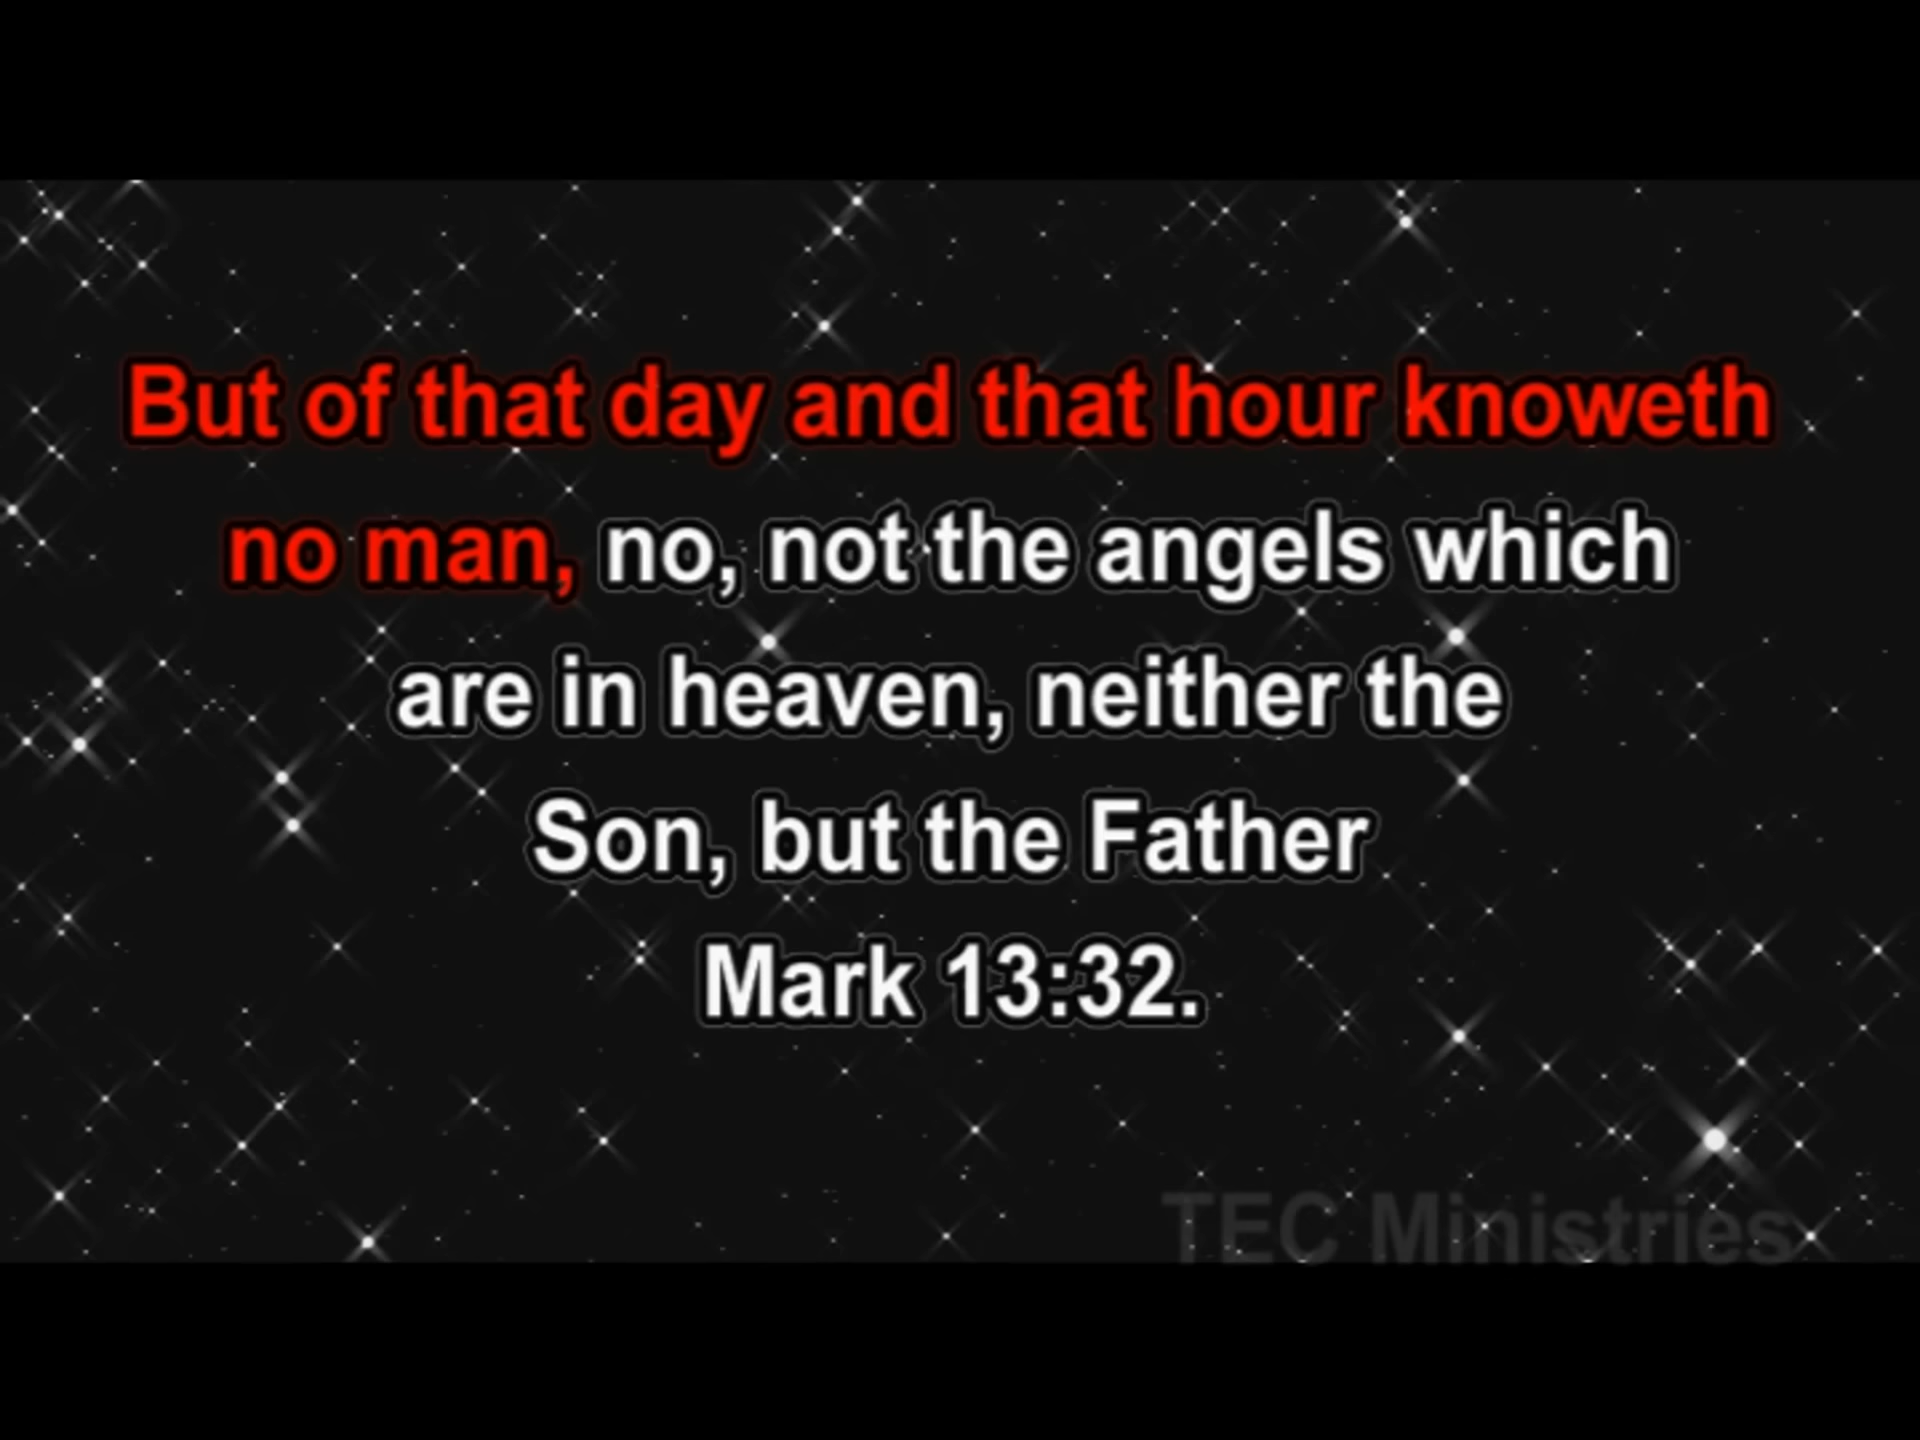 But of that day and that hour knoweth
no man, no, not the angels which
are in heaven, neither the
Son, but the Father
Mark 13:32.
TEC Ministries